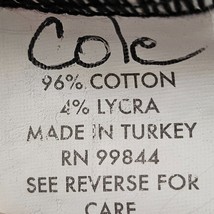 Cole
96% COTTON
4% LYCRA
MADE IN TURKEY
RN 99844
SEE REVERSE FOR
CARE